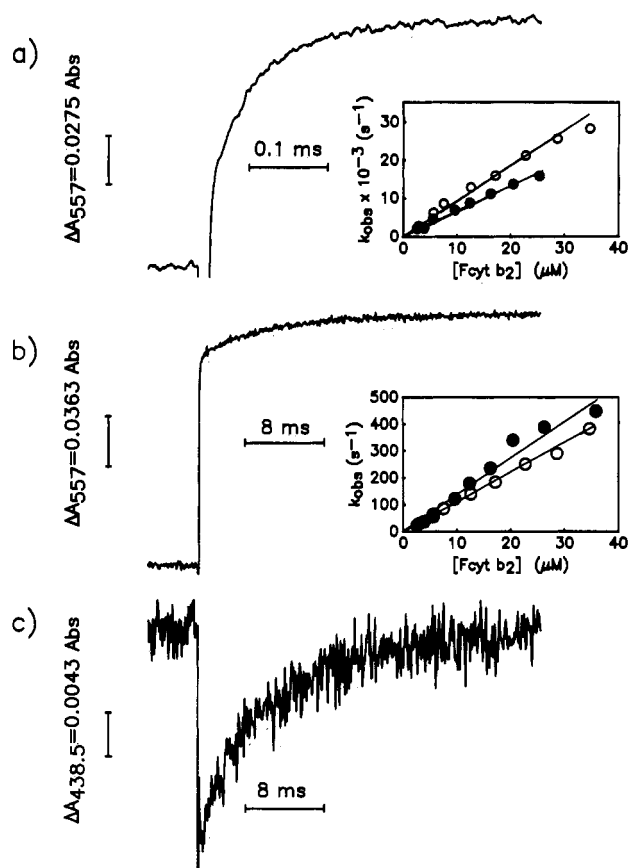 a)
ΔA557=0.0275 Abs
0.1 ms
kobs x 10−3 (s−1)
30
20
10
0
0 10 20 30 40
[Fcyt b2] (μM)
b)
ΔA557=0.0363 Abs
8 ms
kobs (s−1)
500
400
300
200
100
0
0 10 20 30 40
[Fcyt b2] (μM)
c)
ΔA438.5=0.0043 Abs
8 ms